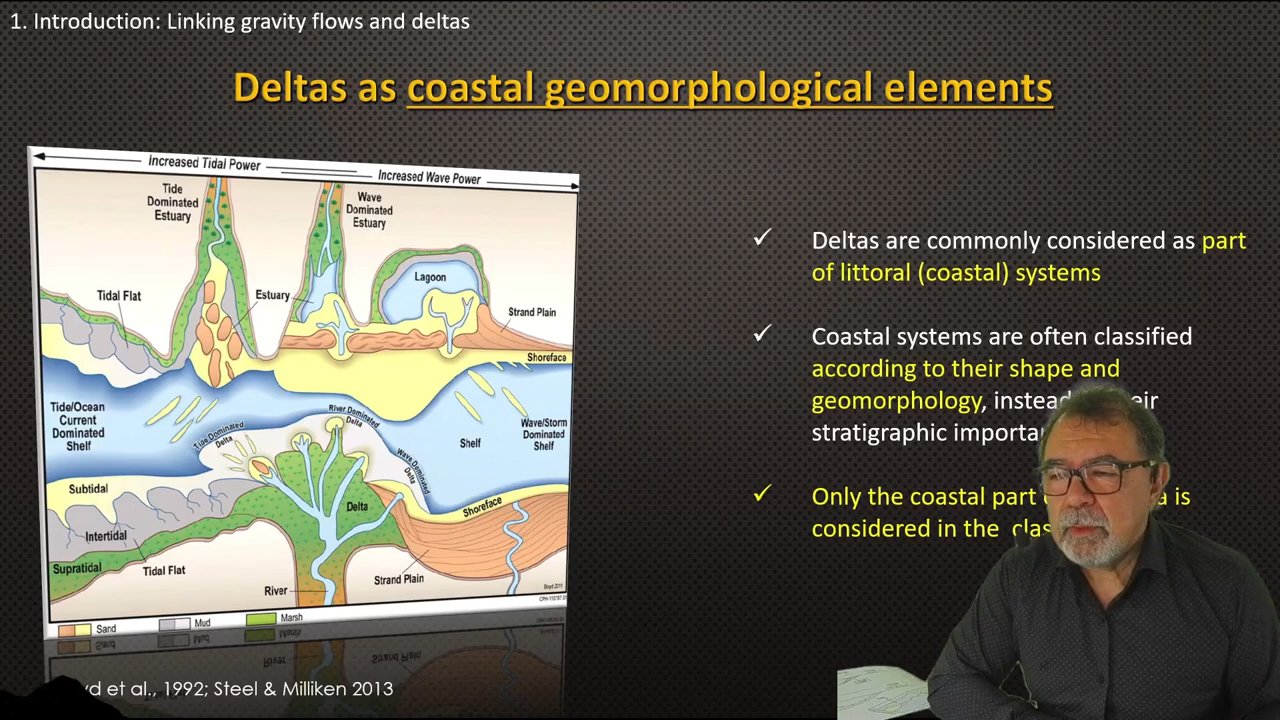 1. Introduction: Linking gravity flows and deltas
Deltas as coastal geomorphological elements
Increased Tidal Power
Increased Wave Power
Tide
Dominated
Estuary
Wave
Dominated
Estuary
Lagoon
Tidal Flat
Estuary
Strand Plain
Shoreface
Tide/Ocean
Current
Dominated
Shelf
Tide Dominated
Delta
River Dominated
Delta
Wave Dominated
Delta
Shelf
Wave/Storm
Dominated
Shelf
Subtidal
Delta
Shoreface
Intertidal
Supratidal
Tidal Flat
Strand Plain
River
Boyd 2011
Sand
Mud
Marsh
✓ Deltas are commonly considered as part
of littoral (coastal) systems
✓ Coastal systems are often classified
according to their shape and
geomorphology, instead
stratigraphic
✓ Only the coastal part is
considered in the
et al., 1992; Steel & Milliken 2013